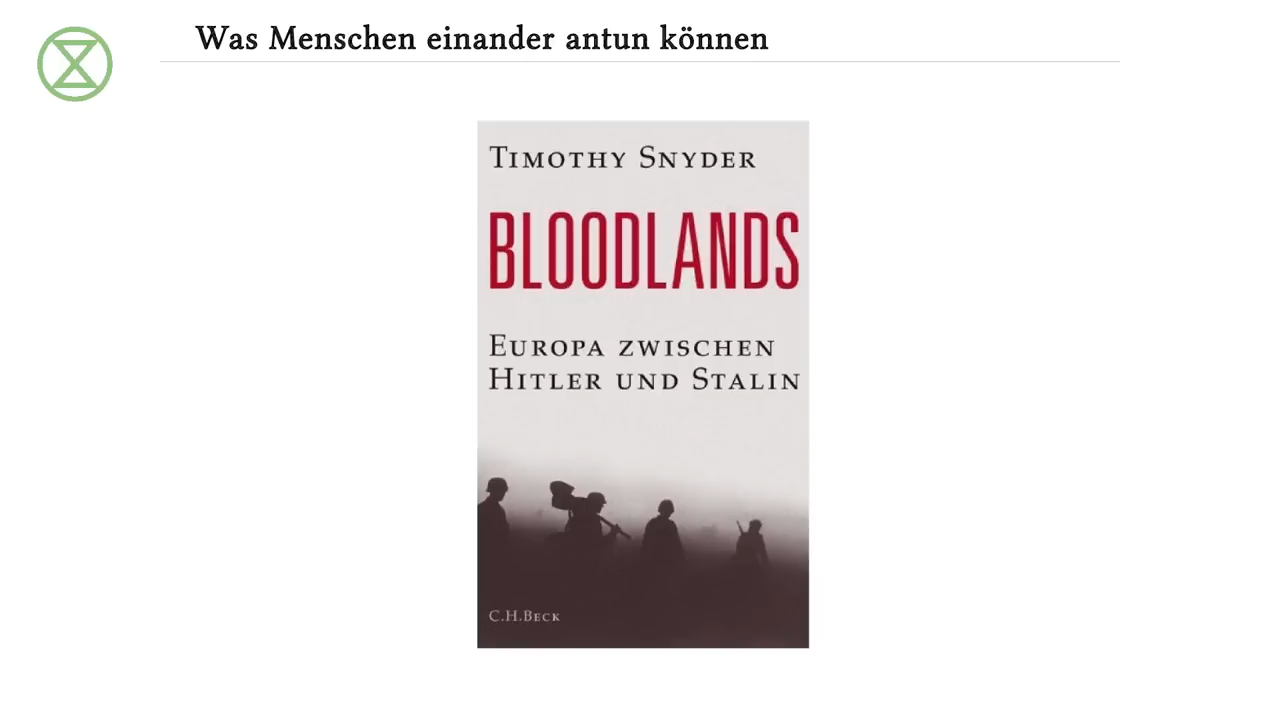 Was Menschen einander antun können
Timothy Snyder
BLOODLANDS
Europa zwischen
Hitler und Stalin
C.H.Beck